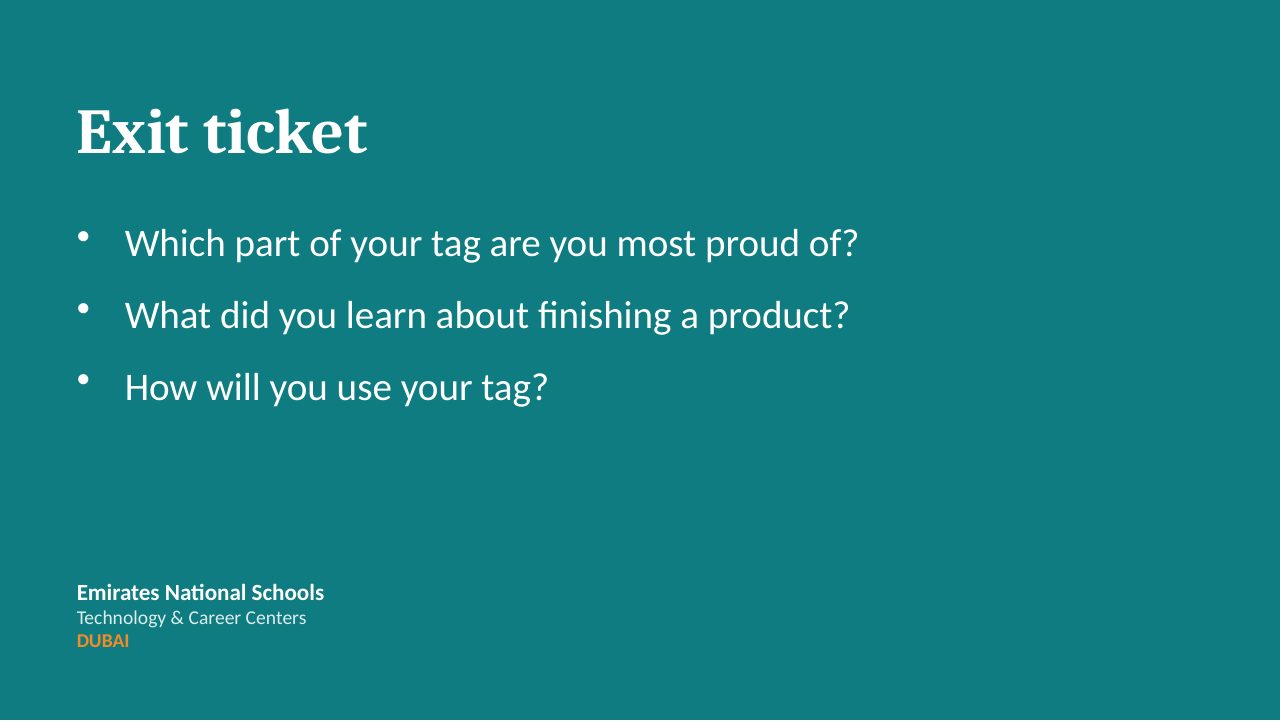 Exit ticket
• Which part of your tag are you most proud of?
• What did you learn about finishing a product?
• How will you use your tag?
Emirates National Schools
Technology & Career Centers
DUBAI